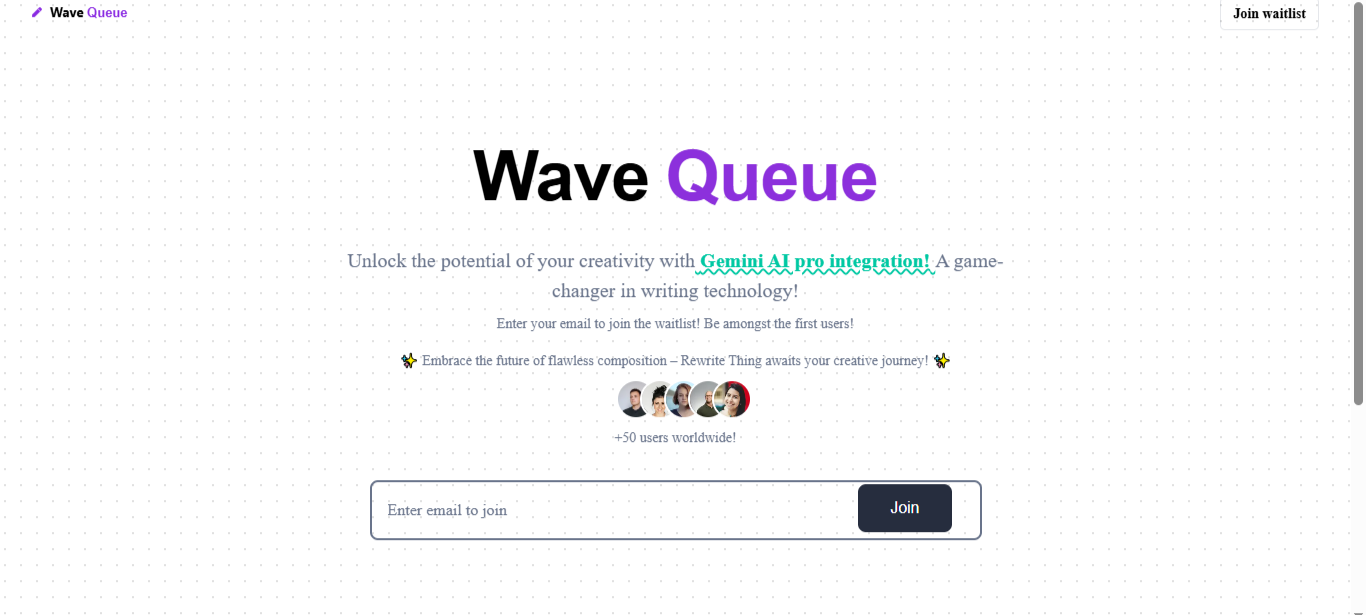 Wave Queue
Join waitlist
Wave Queue
Unlock the potential of your creativity with Gemini AI pro integration! A game-
changer in writing technology!
Enter your email to join the waitlist! Be amongst the first users!
✨ Embrace the future of flawless composition – Rewrite Thing awaits your creative journey! ✨
+50 users worldwide!
Enter email to join
Join